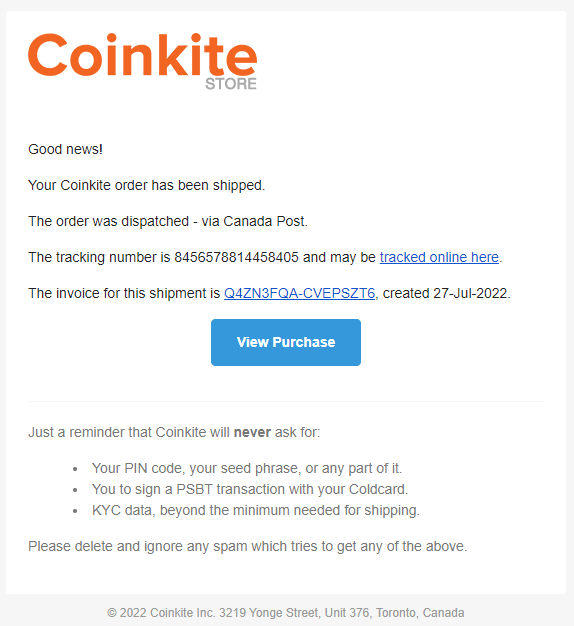 Coinkite
STORE
Good news!
Your Coinkite order has been shipped.
The order was dispatched - via Canada Post.
The tracking number is 8456578814458405 and may be tracked online here.
The invoice for this shipment is Q4ZN3FQA-CVEPSZT6, created 27-Jul-2022.
View Purchase
Just a reminder that Coinkite will never ask for:
• Your PIN code, your seed phrase, or any part of it.
• You to sign a PSBT transaction with your Coldcard.
• KYC data, beyond the minimum needed for shipping.
Please delete and ignore any spam which tries to get any of the above.
© 2022 Coinkite Inc. 3219 Yonge Street, Unit 376, Toronto, Canada